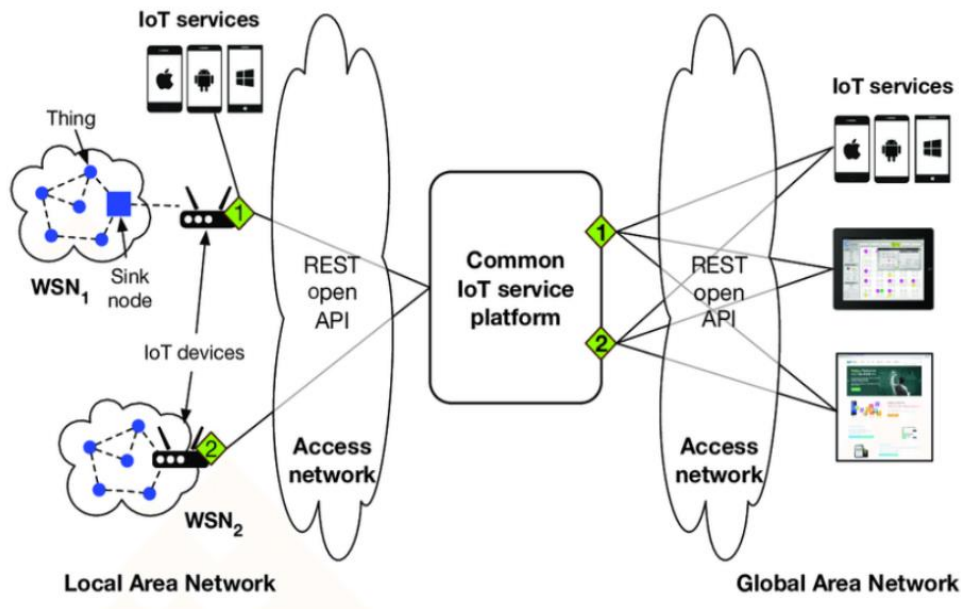 IoT services
Thing
1
WSN1
Sink
node
IoT devices
2
WSN2
Local Area Network
REST
open
API
Access
network
Common
IoT service
platform
1
2
REST
open
API
Access
network
IoT services
Global Area Network